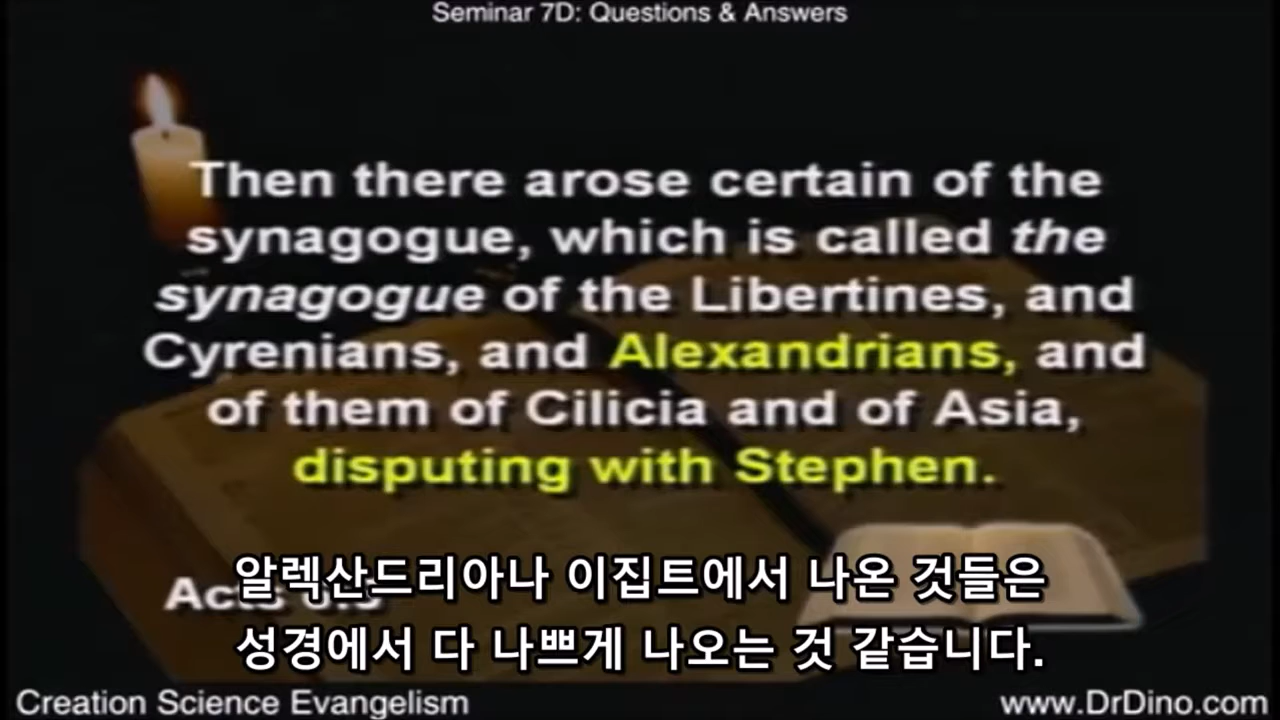 Seminar 7D: Questions & Answers
Then there arose certain of the
synagogue, which is called the
synagogue of the Libertines, and
Cyrenians, and Alexandrians, and
of them of Cilicia and of Asia,
disputing with Stephen.
알렉산드리아나 이집트에서 나온 것들은
Acts
성경에서 다 나쁘게 나오는 것 같습니다.
Creation Science Evangelism
www.DrDino.com